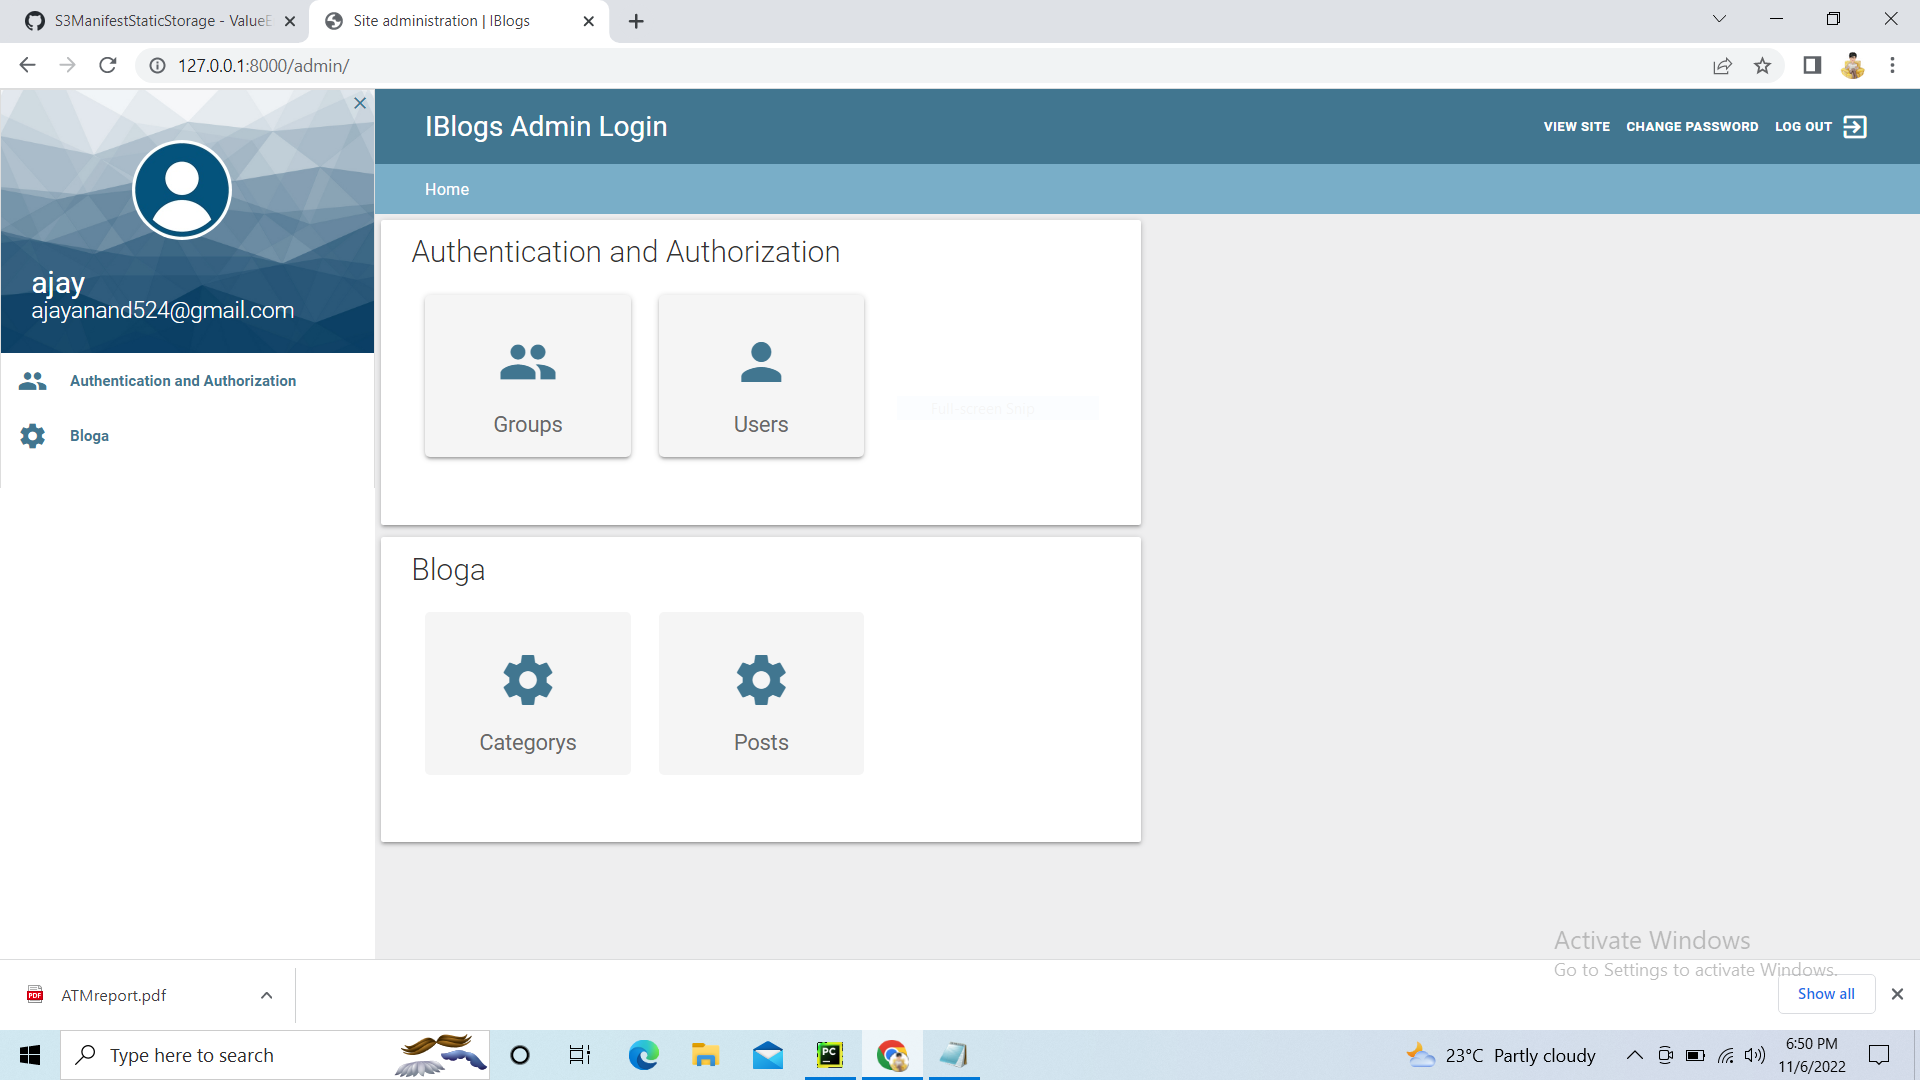 S3ManifestStaticStorage - ValueE
Site administration | IBlogs
127.0.0.1:8000/admin/
IBlogs Admin Login
VIEW SITE CHANGE PASSWORD LOG OUT
Home
ajay
ajayanand524@gmail.com
Authentication and Authorization
Bloga
Authentication and Authorization
Groups
Users
Full-screen Snip
Bloga
Categorys
Posts
Activate Windows
Go to Settings to activate Windows.
PDF
ATMreport.pdf
Show all
Type here to search
PC
23°C Partly cloudy
6:50 PM
11/6/2022